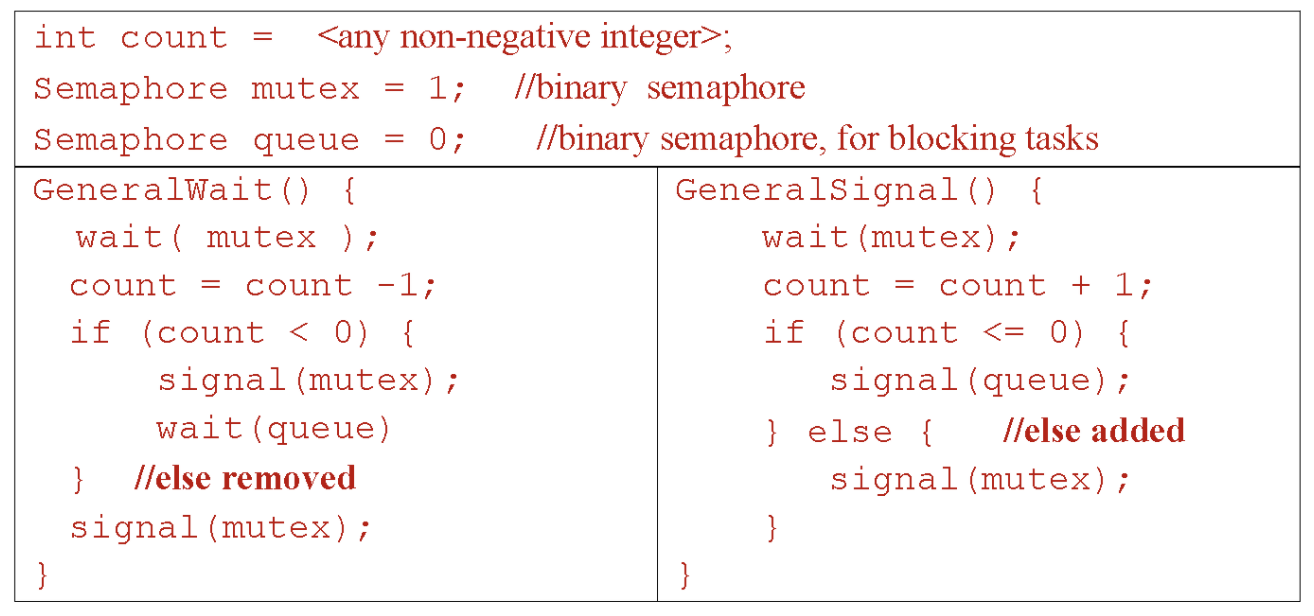 int count = <any non-negative integer>;
Semaphore mutex = 1; //binary semaphore
Semaphore queue = 0; //binary semaphore, for blocking tasks
GeneralWait() {
wait( mutex );
count = count -1;
if (count < 0) {
signal(mutex);
wait(queue)
} //else removed
signal(mutex);
}
GeneralSignal() {
wait(mutex);
count = count + 1;
if (count <= 0) {
signal(queue);
} else { //else added
signal(mutex);
}
}